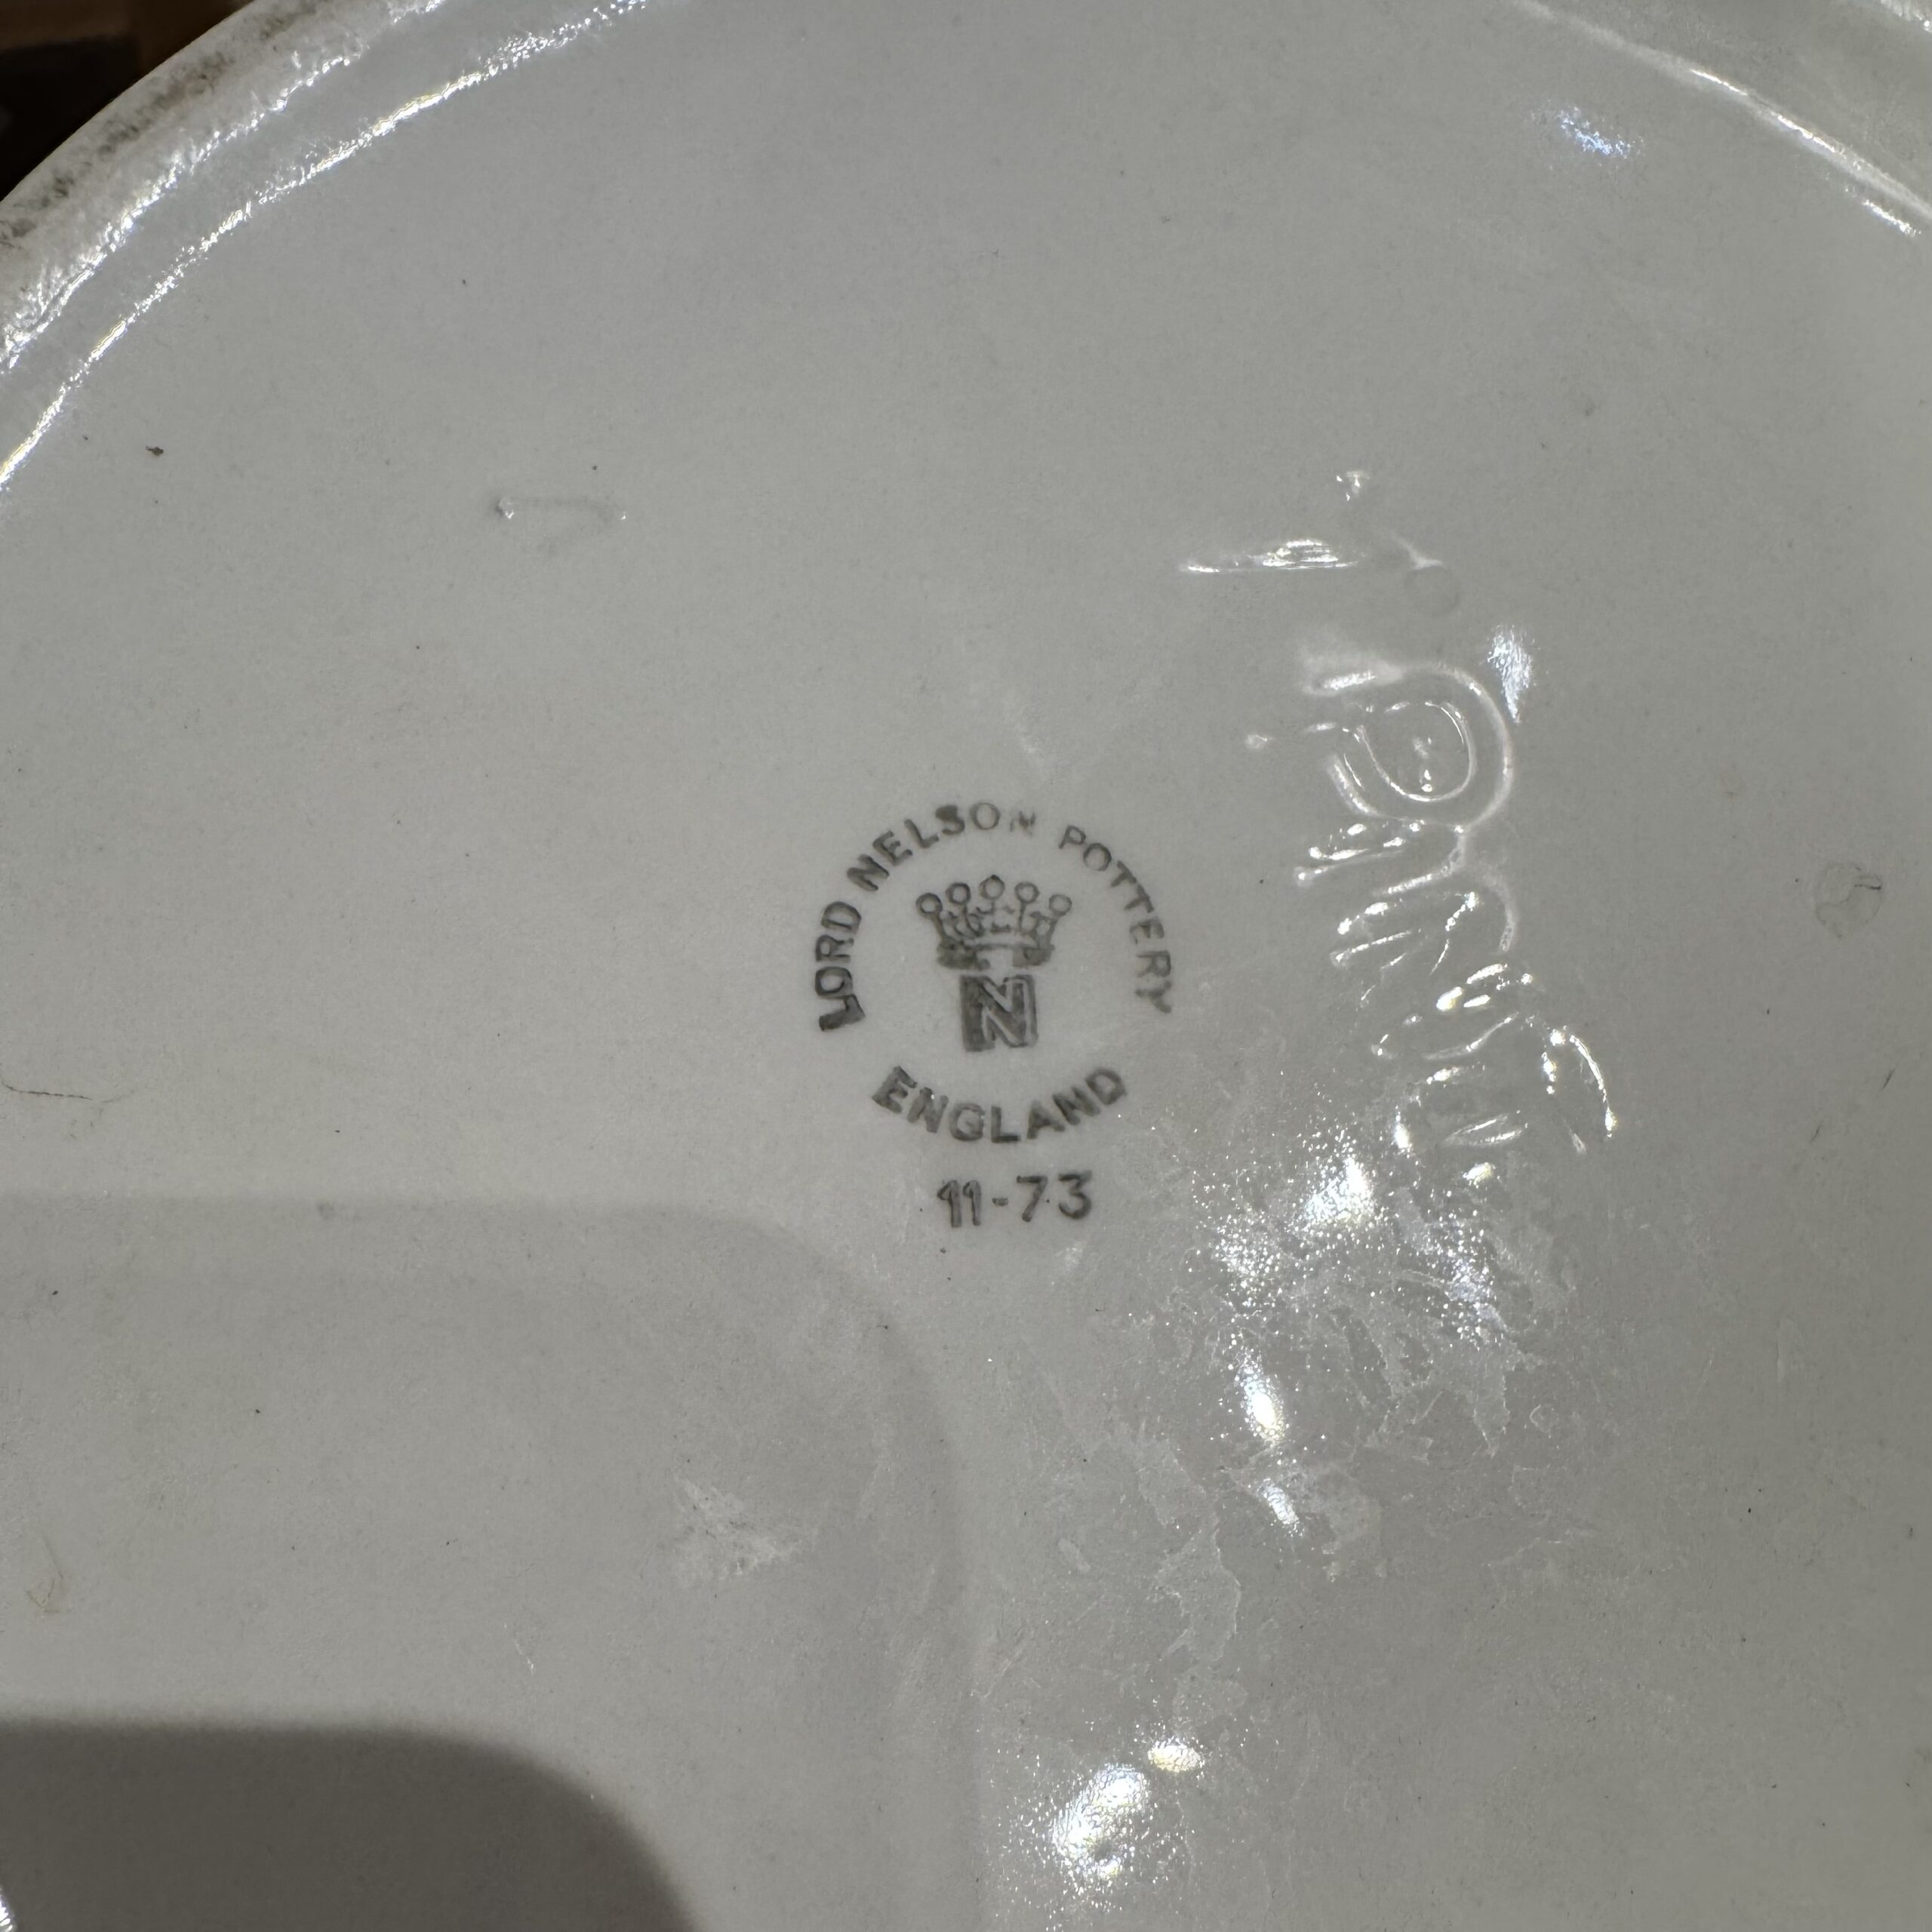 LORD NELSON POTTERY
N
ENGLAND
11-73